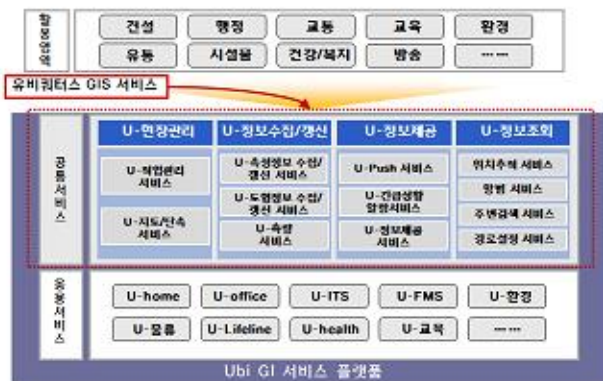 활용영역
건설 행정 교통 교육 환경
유통 시설물 건강/복지 방송 ……
유비쿼터스 GIS 서비스
공통서비스
U-현장관리 U-정보수집/갱신 U-정보제공 U-정보조회
U-작업관리
서비스
U-지도/단속
서비스
U-속성정보 수집/
갱신 서비스
U-도형정보 수집/
갱신 서비스
U-측량
서비스
U-Push 서비스
U-긴급상황
알람서비스
U-정보제공
서비스
위치추적 서비스
알람 서비스
주변검색 서비스
경로설정 서비스
응용서비스
U-home U-office U-ITS U-FMS U-환경
U-물류 U-Lifeline U-health U-교육 ……
Ubi GI 서비스 플랫폼